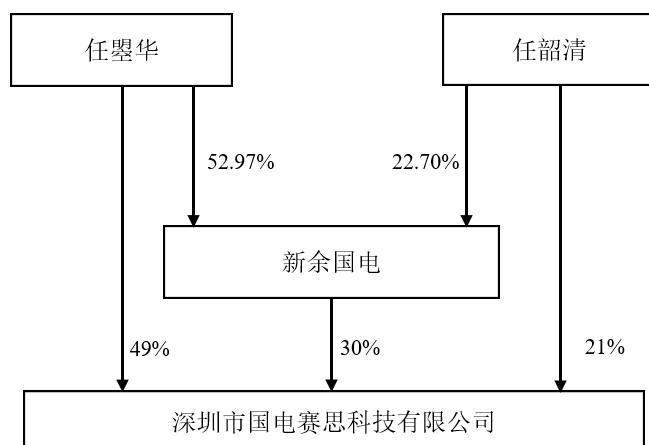 任曌华
任韶清
52.97%
22.70%
新余国电
49%
30%
21%
深圳市国电赛思科技有限公司